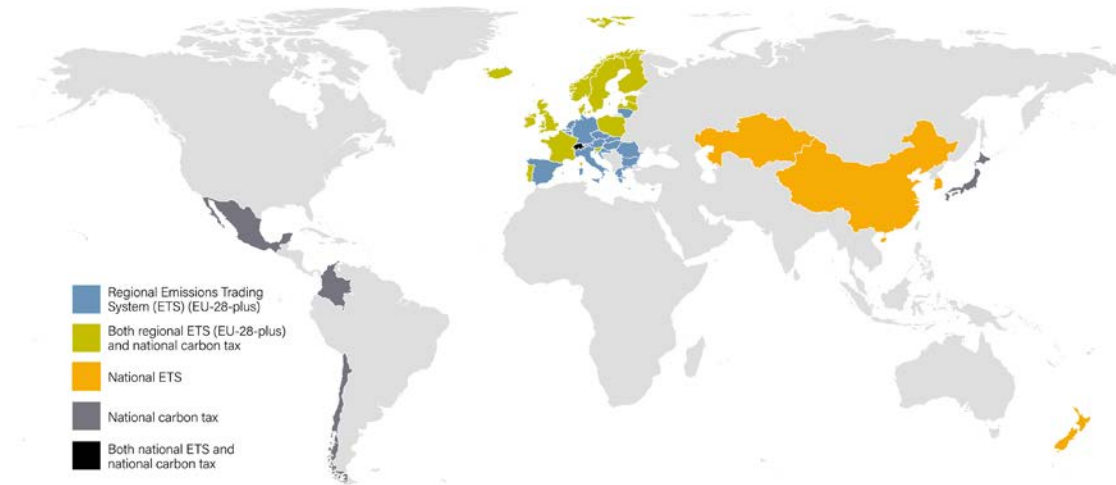 Regional Emissions Trading
System (ETS) (EU-28-plus)
Both regional ETS (EU-28-plus)
and national carbon tax
National ETS
National carbon tax
Both national ETS and
national carbon tax